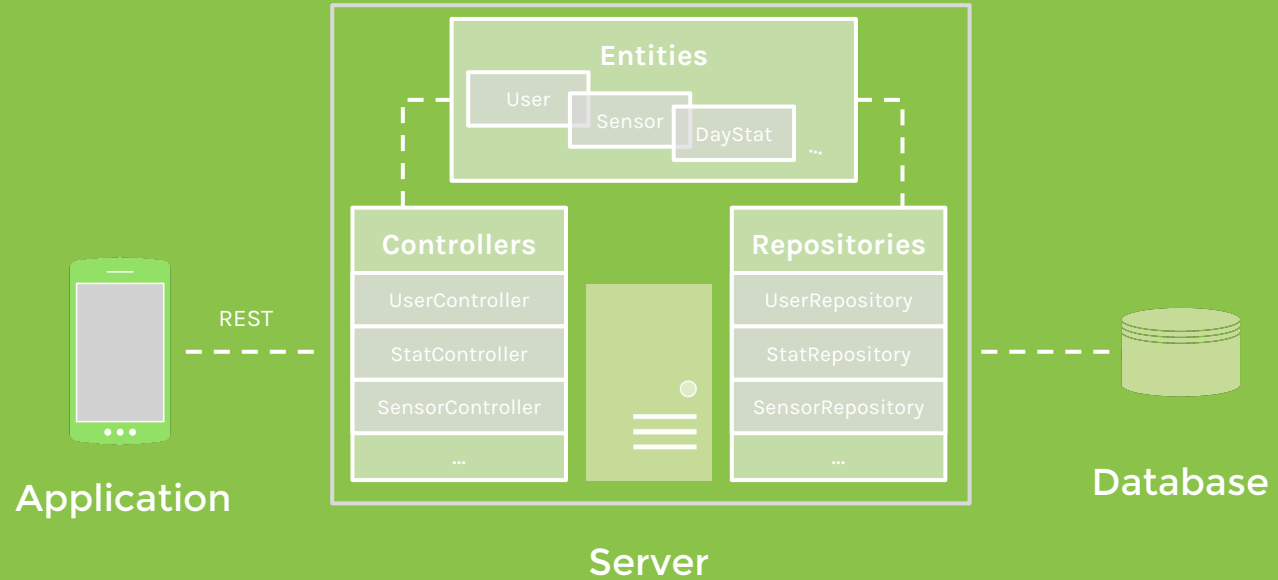 Entities
User
Sensor
DayStat
...
Controllers
UserController
StatController
SensorController
...
Repositories
UserRepository
StatRepository
SensorRepository
...
REST
Application
Server
Database